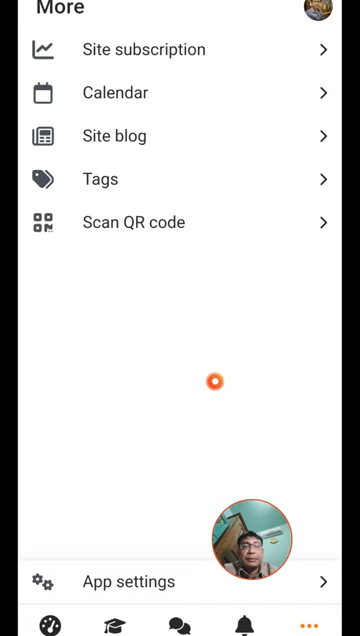 More
Site subscription
Calendar
Site blog
Tags
Scan QR code
App settings